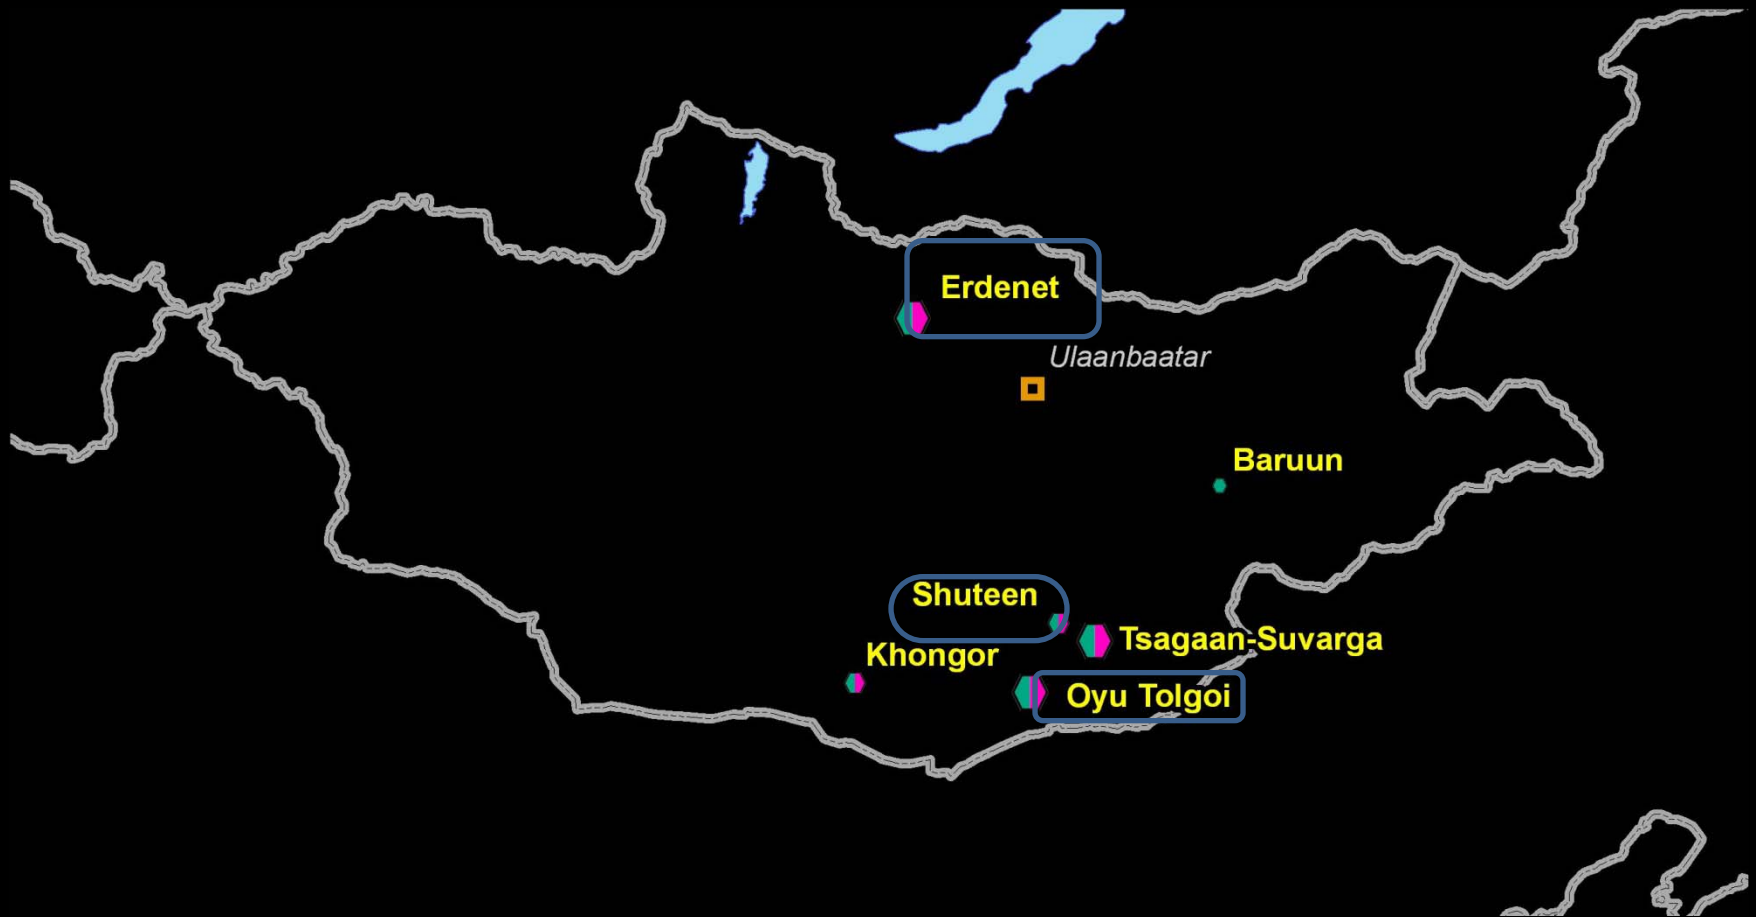 Erdenet
Ulaanbaatar
Baruun
Shuteen
Tsagaan-Suvarga
Khongor
Oyu Tolgoi